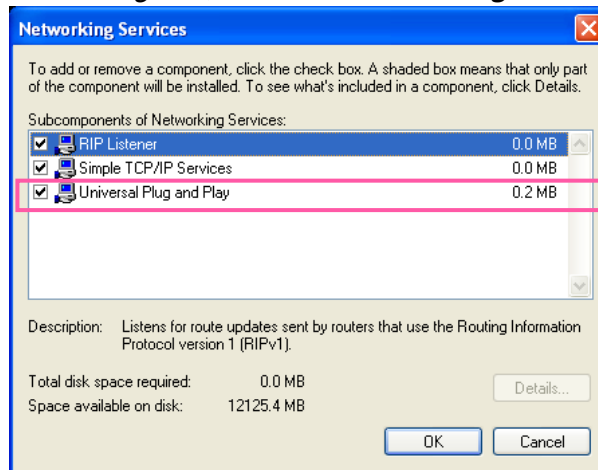 Networking Services
To add or remove a component, click the check box. A shaded box means that only part
of the component will be installed. To see what's included in a component, click Details.
Subcomponents of Networking Services:
RIP Listener 0.0 MB
Simple TCP/IP Services 0.0 MB
Universal Plug and Play 0.2 MB
Description: Listens for route updates sent by routers that use the Routing Information
Protocol version 1 (RIPv1).
Total disk space required: 0.0 MB
Details...
Space available on disk: 12125.4 MB
OK Cancel